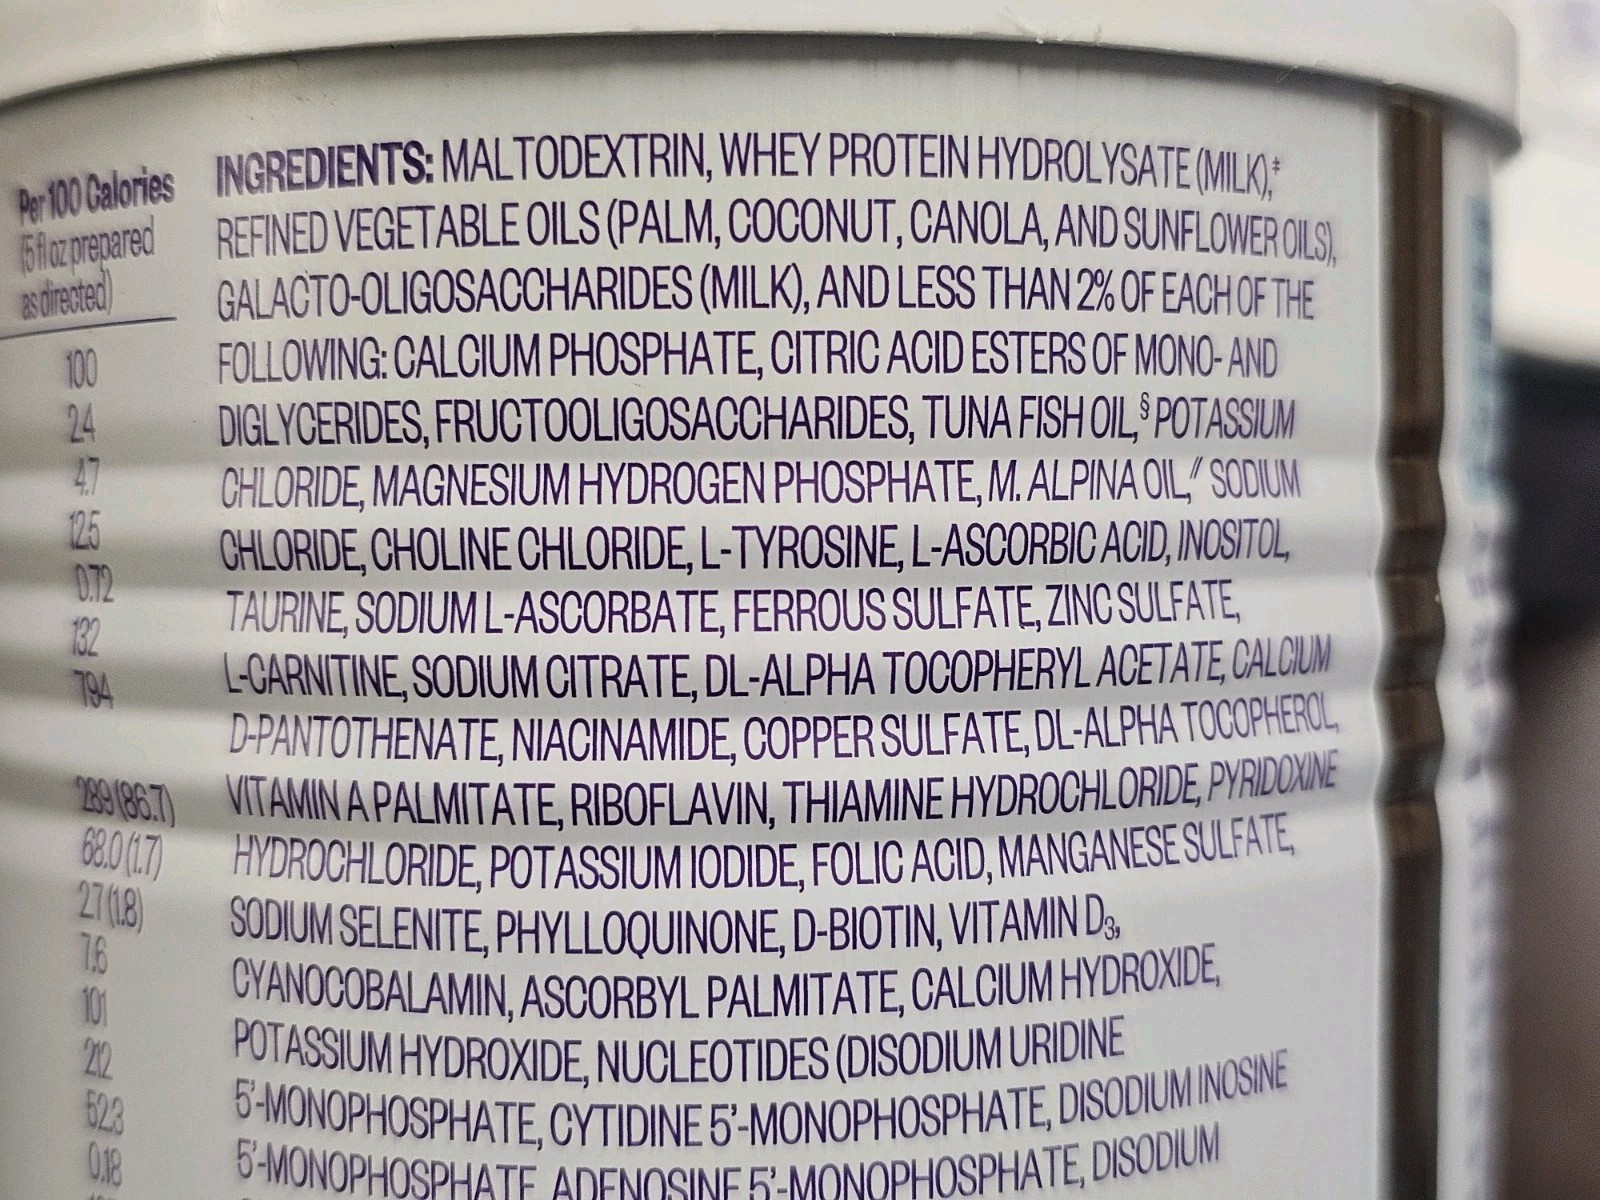 Per 100 Calories
(5 fl oz prepared
as directed)
100
2.4
4.7
12.5
0.72
132
794
289 (86.7)
68.0 (1.7)
2.7 (1.8)
7.6
101
212
52.3
0.18
INGREDIENTS: MALTODEXTRIN, WHEY PROTEIN HYDROLYSATE (MILK),‡
REFINED VEGETABLE OILS (PALM, COCONUT, CANOLA, AND SUNFLOWER OILS),
GALACTO-OLIGOSACCHARIDES (MILK), AND LESS THAN 2% OF EACH OF THE
FOLLOWING: CALCIUM PHOSPHATE, CITRIC ACID ESTERS OF MONO- AND
DIGLYCERIDES, FRUCTOOLIGOSACCHARIDES, TUNA FISH OIL,§ POTASSIUM
CHLORIDE, MAGNESIUM HYDROGEN PHOSPHATE, M. ALPINA OIL,// SODIUM
CHLORIDE, CHOLINE CHLORIDE, L-TYROSINE, L-ASCORBIC ACID, INOSITOL,
TAURINE, SODIUM L-ASCORBATE, FERROUS SULFATE, ZINC SULFATE,
L-CARNITINE, SODIUM CITRATE, DL-ALPHA TOCOPHERYL ACETATE, CALCIUM
D-PANTOTHENATE, NIACINAMIDE, COPPER SULFATE, DL-ALPHA TOCOPHEROL,
VITAMIN A PALMITATE, RIBOFLAVIN, THIAMINE HYDROCHLORIDE, PYRIDOXINE
HYDROCHLORIDE, POTASSIUM IODIDE, FOLIC ACID, MANGANESE SULFATE,
SODIUM SELENITE, PHYLLOQUINONE, D-BIOTIN, VITAMIN D3,
CYANOCOBALAMIN, ASCORBYL PALMITATE, CALCIUM HYDROXIDE,
POTASSIUM HYDROXIDE, NUCLEOTIDES (DISODIUM URIDINE
5'-MONOPHOSPHATE, CYTIDINE 5'-MONOPHOSPHATE, DISODIUM INOSINE
5'-MONOPHOSPHATE, ADENOSINE 5'-MONOPHOSPHATE, DISODIUM